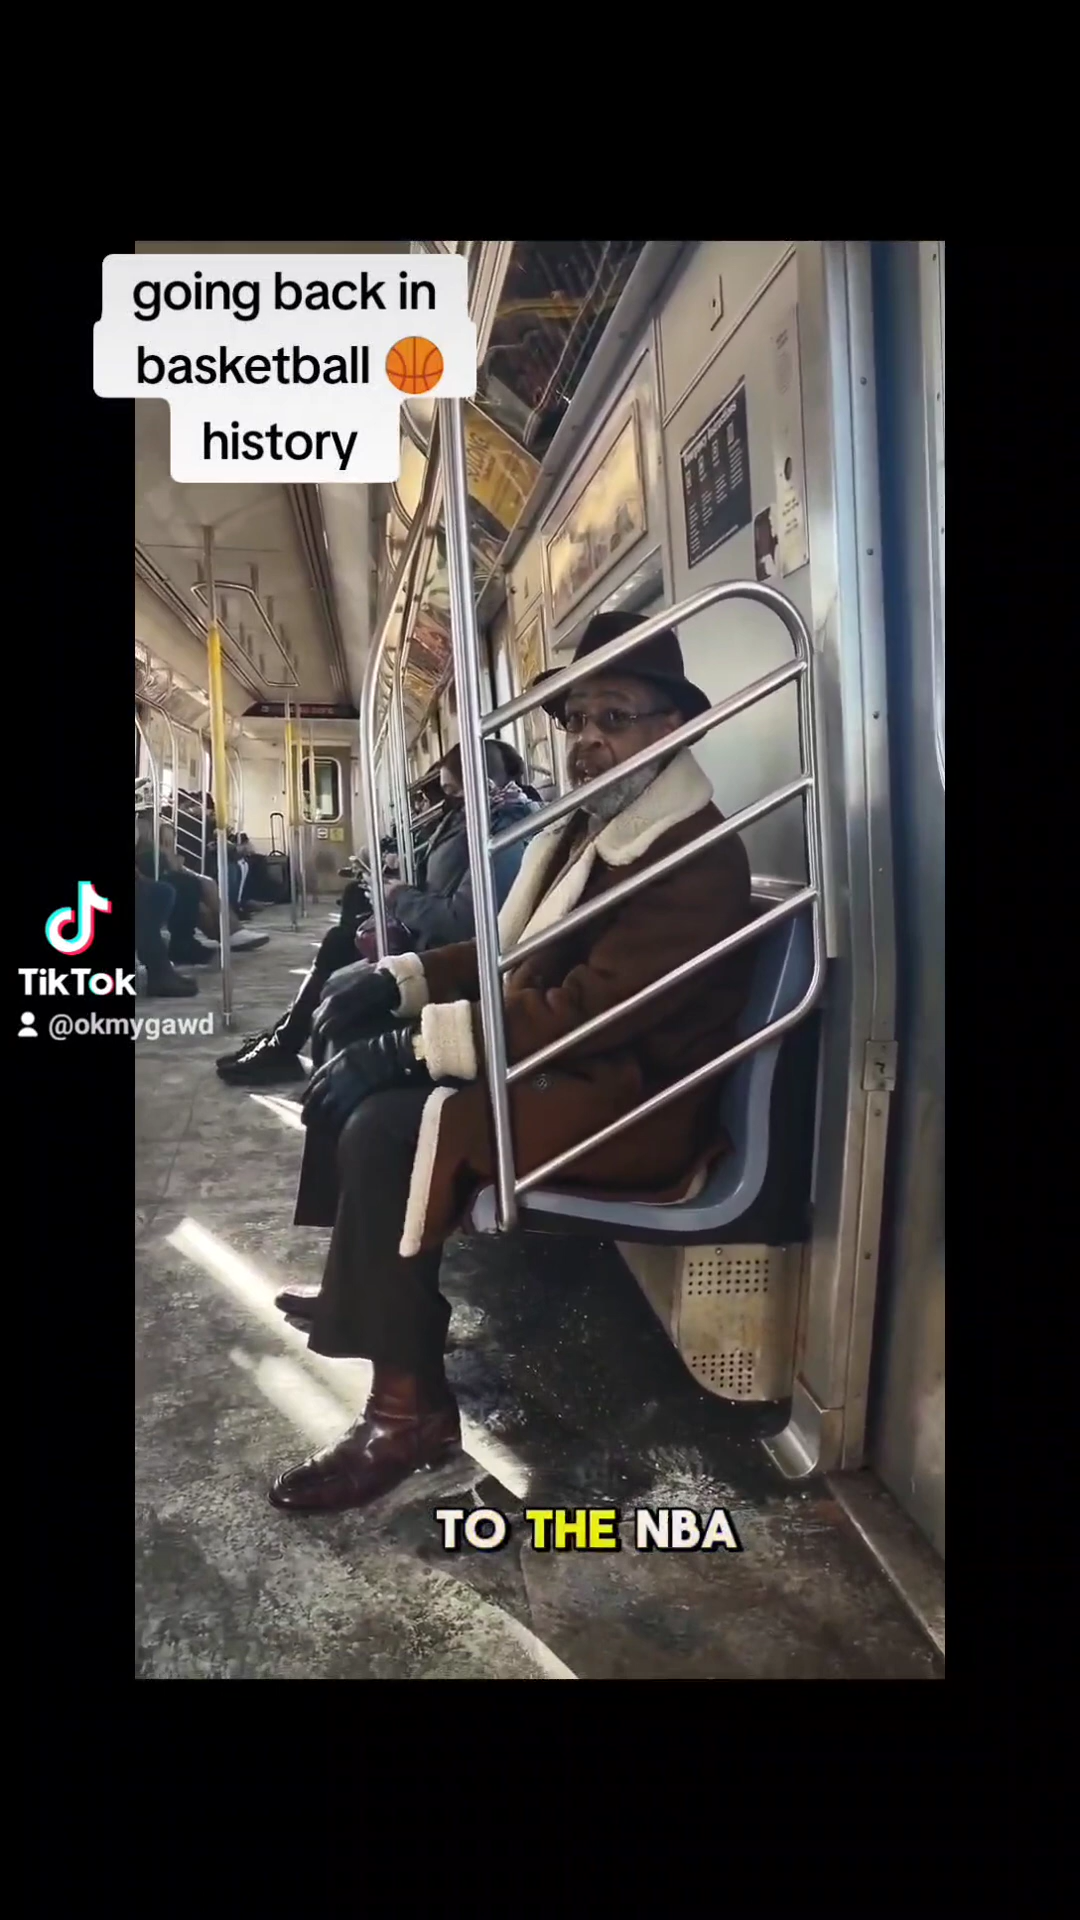 going back in
basketball 🏀
history
TikTok
@okmygawd
TO THE NBA